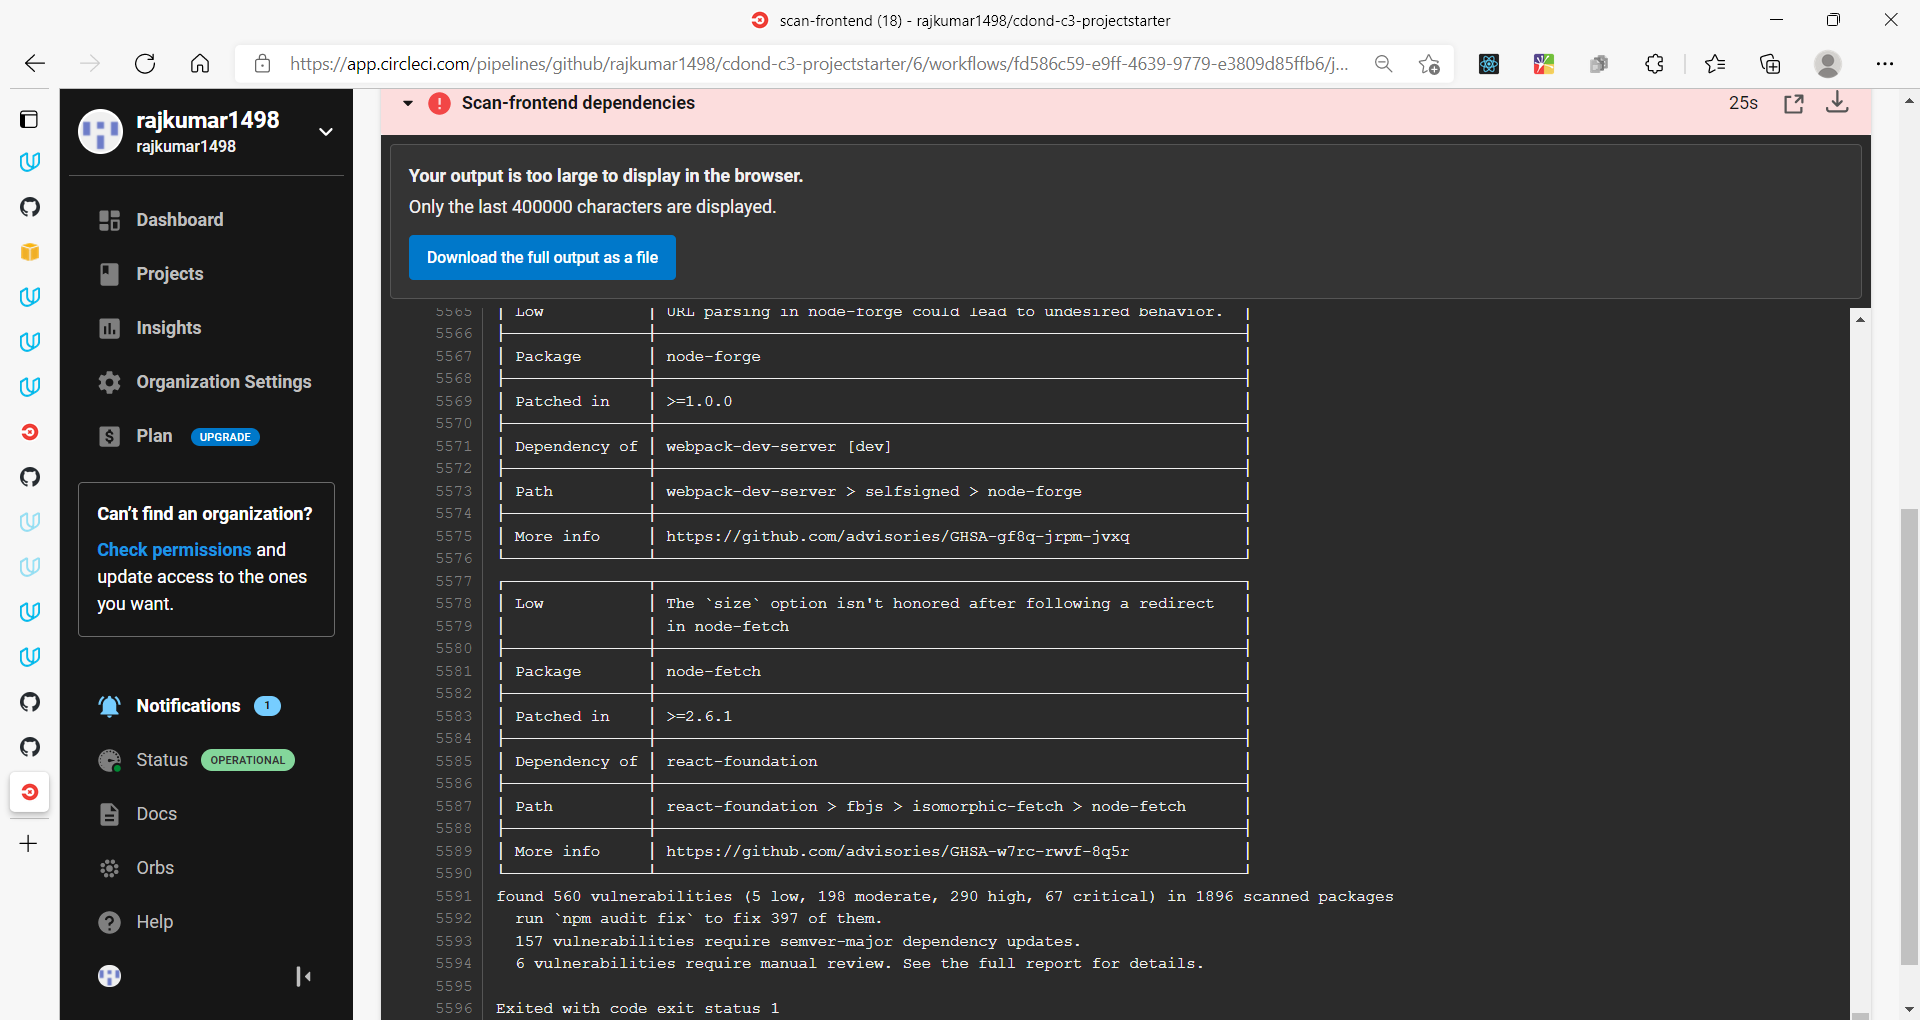 scan-frontend (18) - rajkumar1498/cdond-c3-projectstarter
https://app.circleci.com/pipelines/github/rajkumar1498/cdond-c3-projectstarter/6/workflows/fd586c59-e9ff-4639-9779-e3809d85ffb6/j...
rajkumar1498
rajkumar1498
Dashboard
Projects
Insights
Organization Settings
Plan UPGRADE
Can't find an organization?
Check permissions and
update access to the ones
you want.
Notifications 1
Status OPERATIONAL
Docs
Orbs
Help
Scan-frontend dependencies 25s
Your output is too large to display in the browser.
Only the last 400000 characters are displayed.
Download the full output as a file
5565 Low URL parsing in node-forge could lead to undesired behavior.
5566
5567 Package node-forge
5568
5569 Patched in >=1.0.0
5570
5571 Dependency of webpack-dev-server [dev]
5572
5573 Path webpack-dev-server > selfsigned > node-forge
5574
5575 More info https://github.com/advisories/GHSA-gf8q-jrpm-jvxq
5576
5577
5578 Low The `size` option isn't honored after following a redirect
5579 in node-fetch
5580
5581 Package node-fetch
5582
5583 Patched in >=2.6.1
5584
5585 Dependency of react-foundation
5586
5587 Path react-foundation > fbjs > isomorphic-fetch > node-fetch
5588
5589 More info https://github.com/advisories/GHSA-w7rc-rwvf-8q5r
5590
5591 found 560 vulnerabilities (5 low, 198 moderate, 290 high, 67 critical) in 1896 scanned packages
5592 run `npm audit fix` to fix 397 of them.
5593 157 vulnerabilities require semver-major dependency updates.
5594 6 vulnerabilities require manual review. See the full report for details.
5595
5596 Exited with code exit status 1